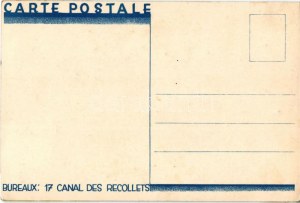 CARTE POSTALE
BUREAUX: 17 CANAL DES RECOLLETS